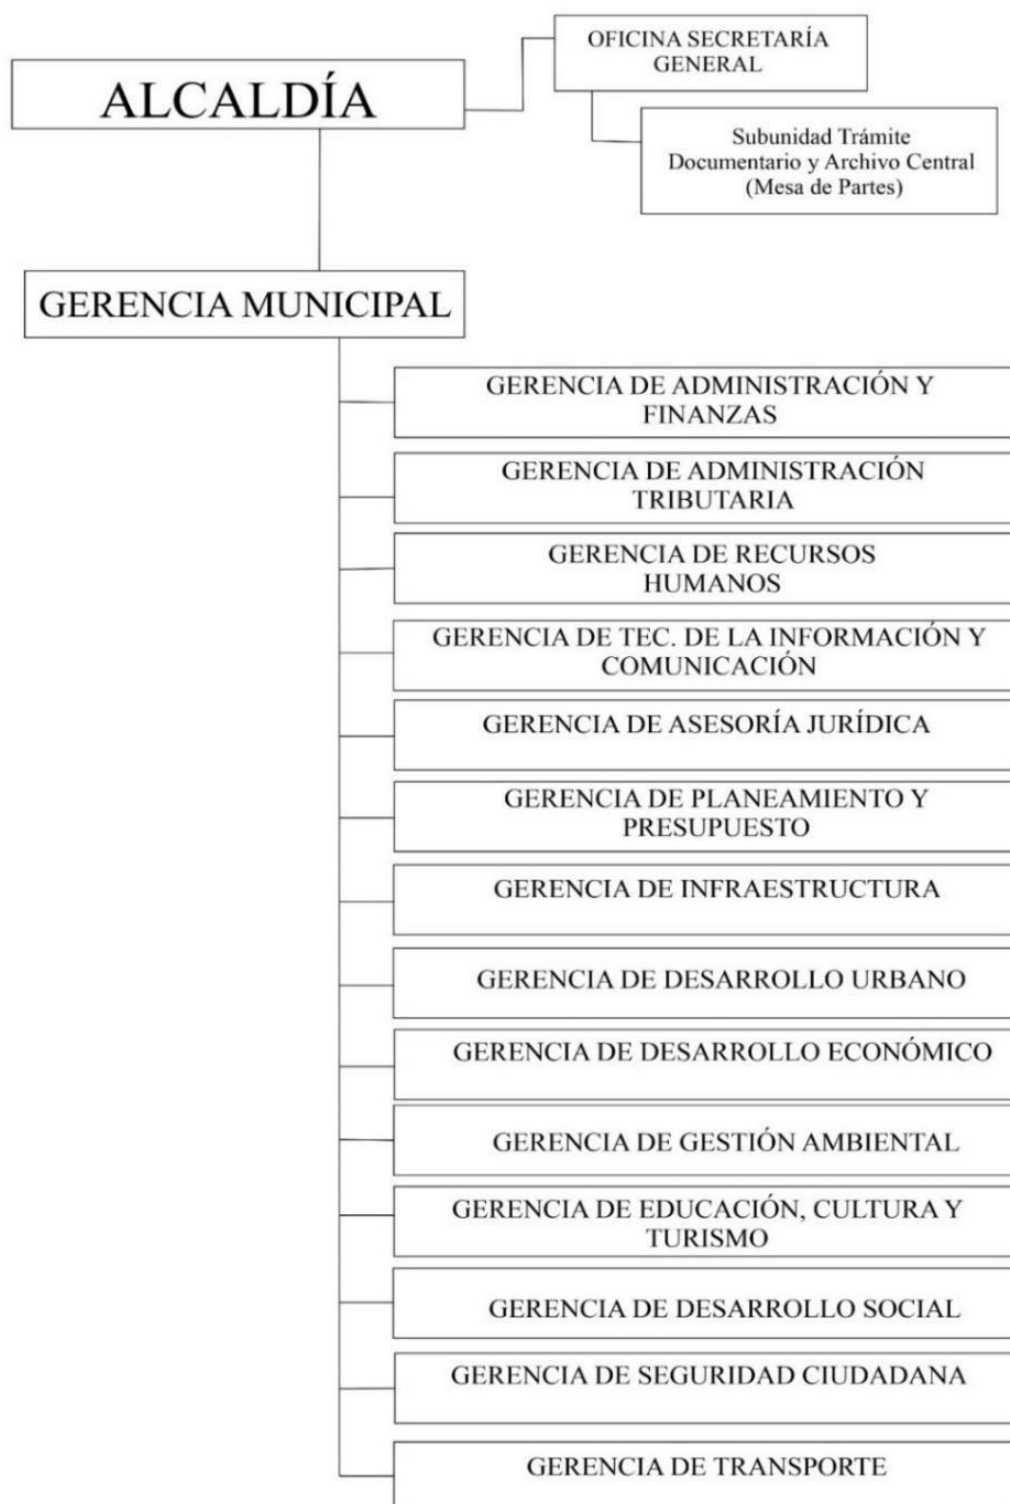 OFICINA SECRETARÍA
GENERAL
ALCALDÍA
Subunidad Trámite
Documentario y Archivo Central
(Mesa de Partes)
GERENCIA MUNICIPAL
GERENCIA DE ADMINISTRACIÓN Y
FINANZAS
GERENCIA DE ADMINISTRACIÓN
TRIBUTARIA
GERENCIA DE RECURSOS
HUMANOS
GERENCIA DE TEC. DE LA INFORMACIÓN Y
COMUNICACIÓN
GERENCIA DE ASESORÍA JURÍDICA
GERENCIA DE PLANEAMIENTO Y
PRESUPUESTO
GERENCIA DE INFRAESTRUCTURA
GERENCIA DE DESARROLLO URBANO
GERENCIA DE DESARROLLO ECONÓMICO
GERENCIA DE GESTIÓN AMBIENTAL
GERENCIA DE EDUCACIÓN, CULTURA Y
TURISMO
GERENCIA DE DESARROLLO SOCIAL
GERENCIA DE SEGURIDAD CIUDADANA
GERENCIA DE TRANSPORTE